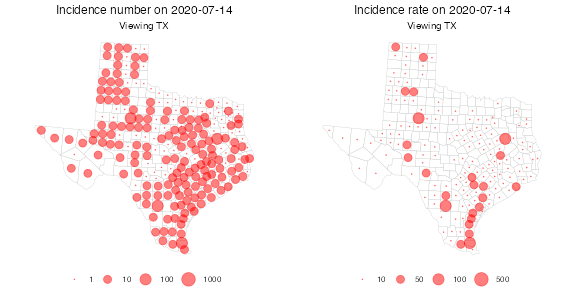 Incidence number on 2020-07-14
Viewing TX
1 10 100 1000
Incidence rate on 2020-07-14
Viewing TX
10 50 100 500